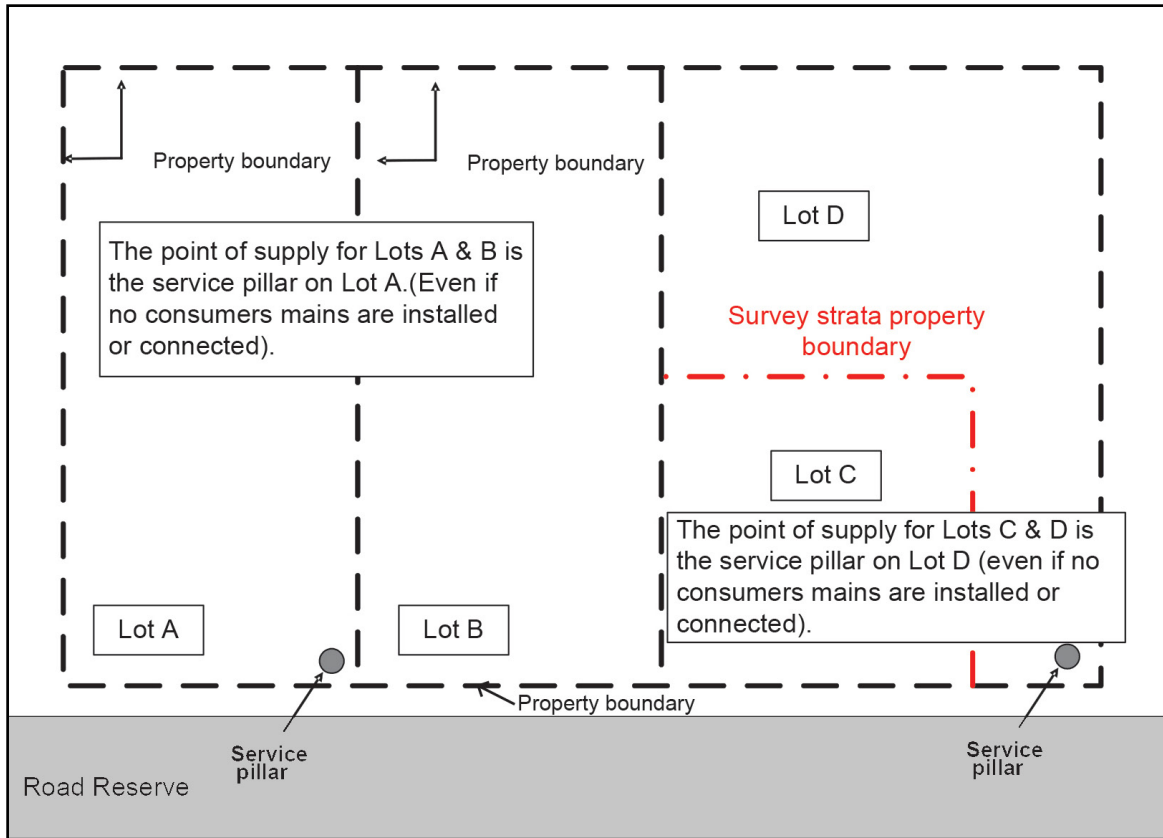 Property boundary
Property boundary
Lot D
The point of supply for Lots A & B is
the service pillar on Lot A.(Even if
no consumers mains are installed
or connected).
Survey strata property
boundary
Lot C
The point of supply for Lots C & D is
the service pillar on Lot D (even if no
consumers mains are installed or
connected).
Lot A
Lot B
Property boundary
Service
pillar
Service
pillar
Road Reserve